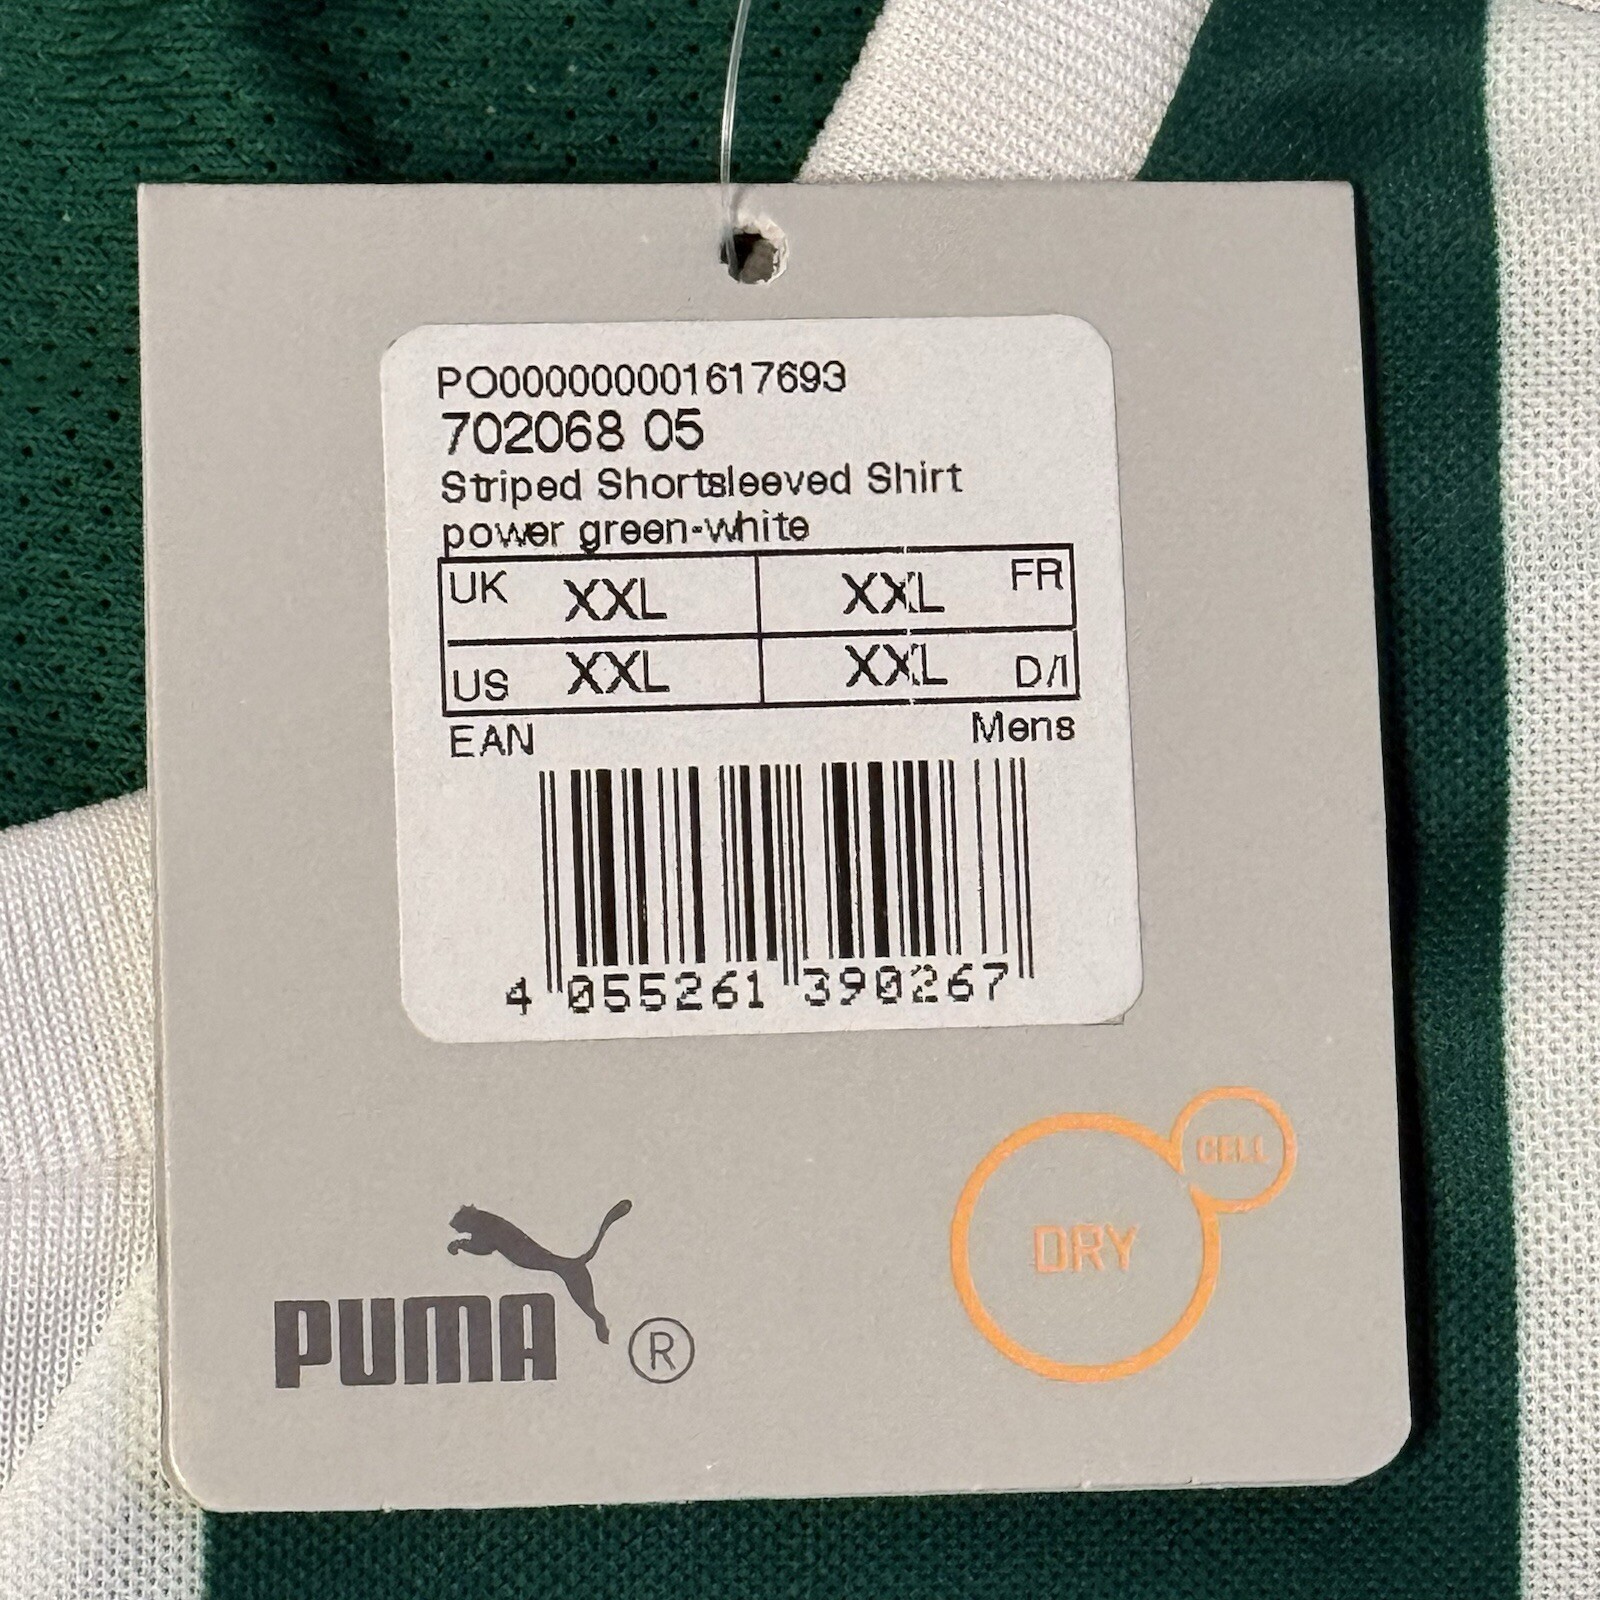 PO000000001617693
702068 05
Striped Shortsleeved Shirt
power green-white
UK XXL XXL FR
US XXL XXL D/I
EAN Mens
4 055261 390267
CELL
DRY
PUMA ®